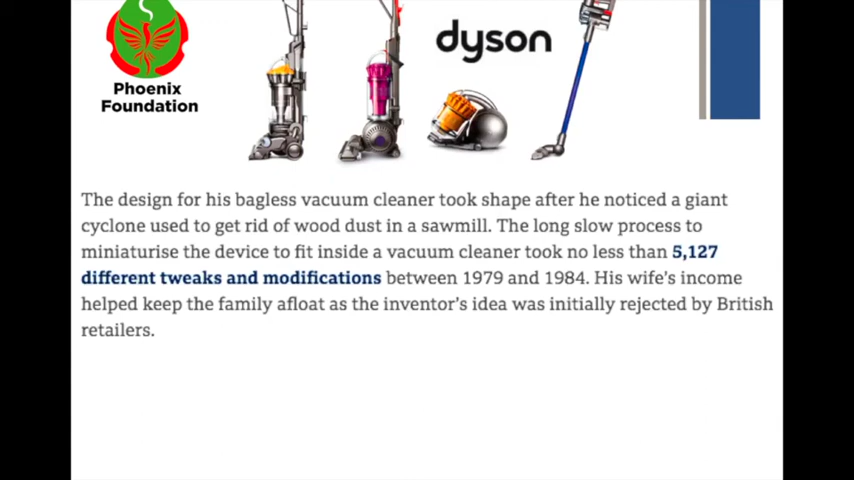 Phoenix
Foundation
dyson
The design for his bagless vacuum cleaner took shape after he noticed a giant
cyclone used to get rid of wood dust in a sawmill. The long slow process to
miniaturise the device to fit inside a vacuum cleaner took no less than 5,127
different tweaks and modifications between 1979 and 1984. His wife's income
helped keep the family afloat as the inventor's idea was initially rejected by British
retailers.